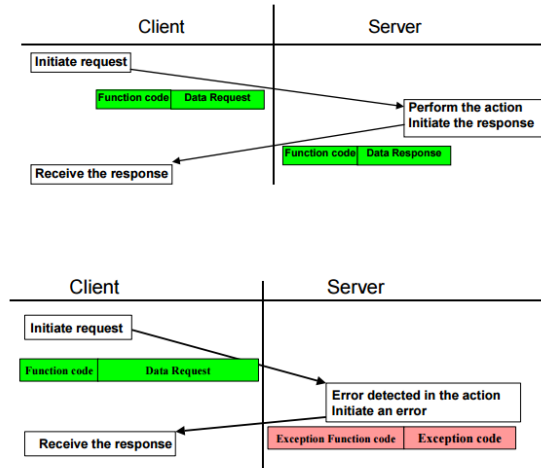 Client Server
Initiate request
Function code Data Request
Perform the action
Initiate the response
Function code Data Response
Receive the response
Client Server
Initiate request
Function code Data Request
Error detected in the action
Initiate an error
Exception Function code Exception code
Receive the response